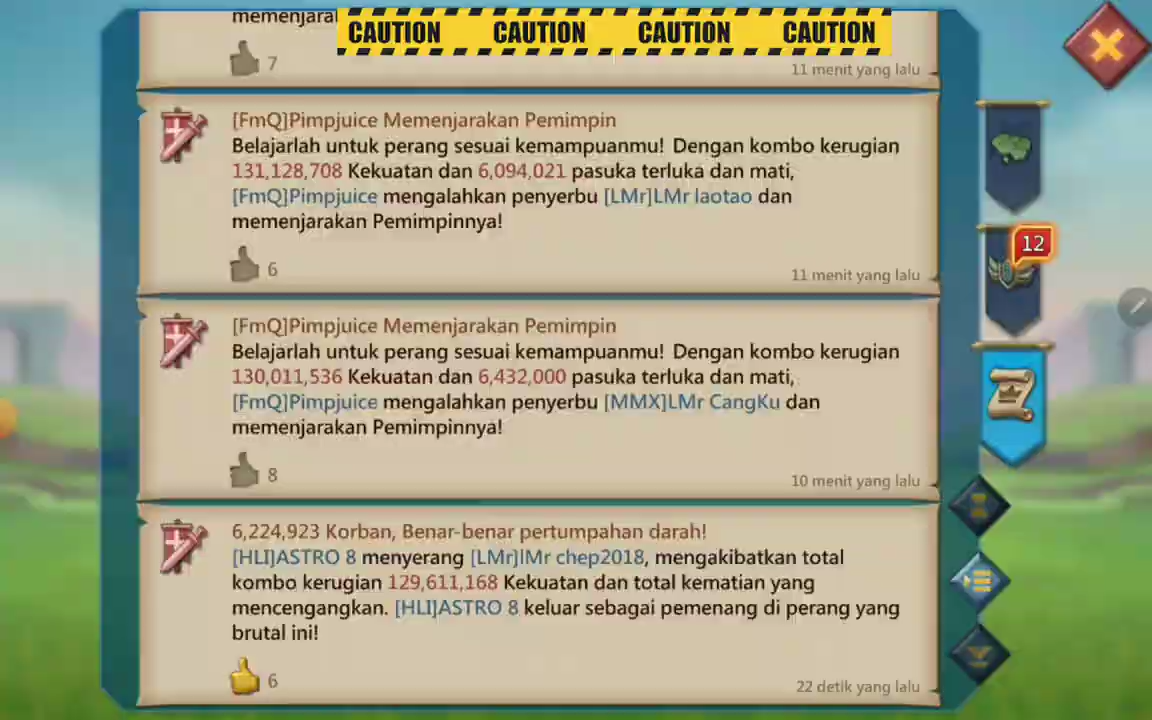 memenjara
CAUTION CAUTION CAUTION CAUTION
7
11 menit yang lalu
[FmQ]Pimpjuice Memenjarakan Pemimpin
Belajarlah untuk perang sesuai kemampuanmu! Dengan kombo kerugian
131,128,708 Kekuatan dan 6,094,021 pasuka terluka dan mati,
[FmQ]Pimpjuice mengalahkan penyerbu [LMr]LMr laotao dan
memenjarakan Pemimpinnya!
6
11 menit yang lalu
12
[FmQ]Pimpjuice Memenjarakan Pemimpin
Belajarlah untuk perang sesuai kemampuanmu! Dengan kombo kerugian
130,011,536 Kekuatan dan 6,432,000 pasuka terluka dan mati,
[FmQ]Pimpjuice mengalahkan penyerbu [MMX]LMr CangKu dan
memenjarakan Pemimpinnya!
8
10 menit yang lalu
6,224,923 Korban, Benar-benar pertumpahan darah!
[HLI]ASTRO 8 menyerang [LMr]lMr chep2018, mengakibatkan total
kombo kerugian 129,611,168 Kekuatan dan total kematian yang
mencengangkan. [HLI]ASTRO 8 keluar sebagai pemenang di perang yang
brutal ini!
6
22 detik yang lalu